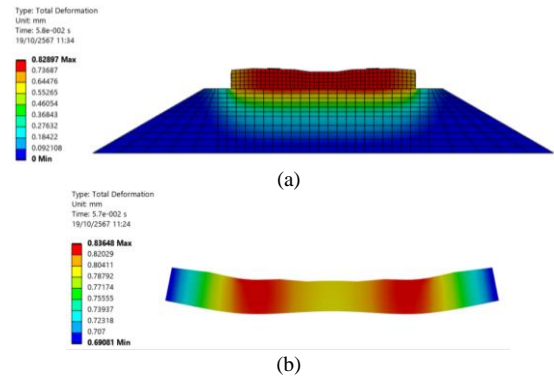 Type: Total Deformation
Unit: mm
Time: 5.8e-002 s
19/10/2567 11:34
0.82897 Max
0.73687
0.64476
0.55265
0.46054
0.36843
0.27632
0.18422
0.092108
0 Min
(a)
Type: Total Deformation
Unit: mm
Time: 5.7e-002 s
19/10/2567 11:24
0.83648 Max
0.82029
0.80411
0.78792
0.77174
0.75555
0.73937
0.72318
0.707
0.69081 Min
(b)